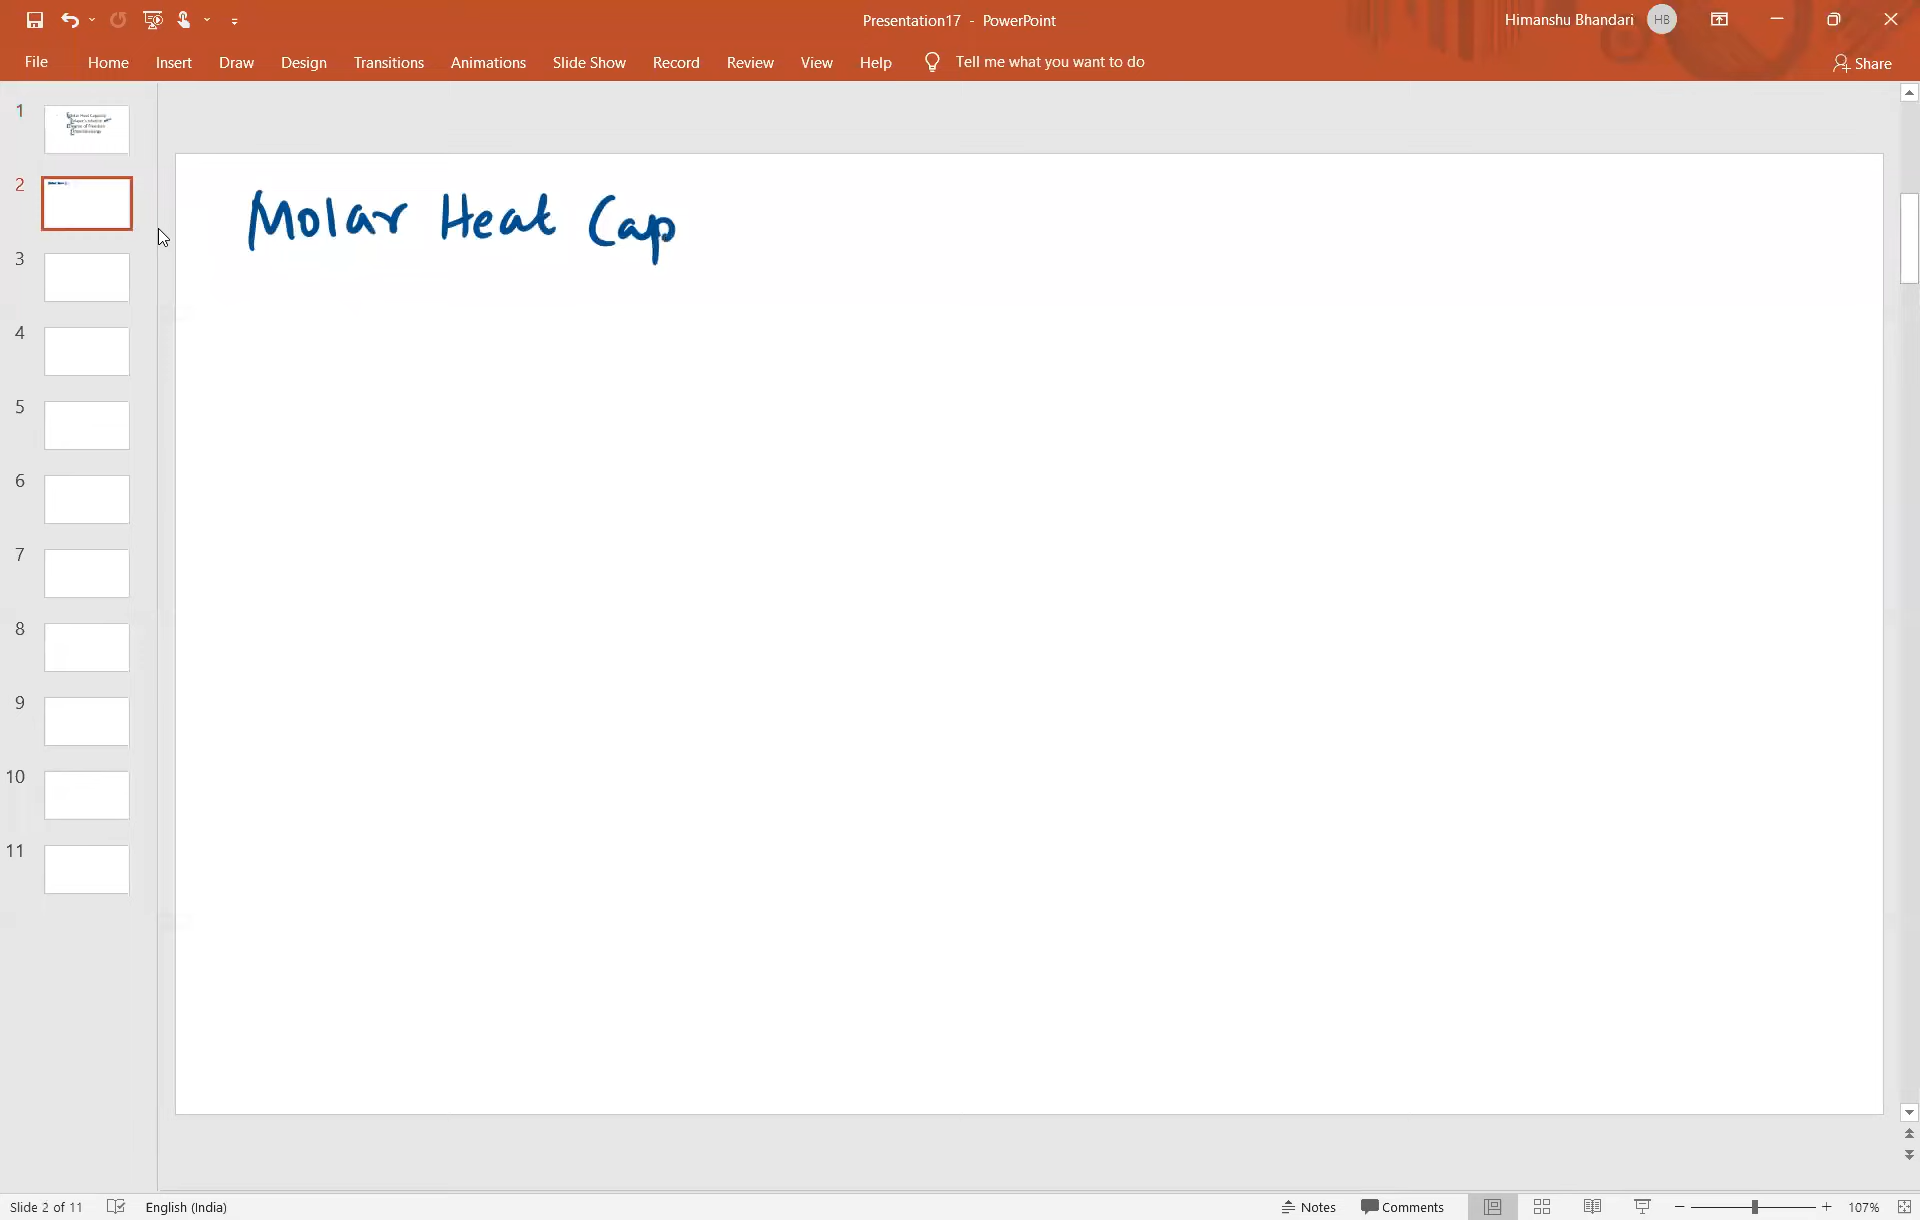 Presentation17 - PowerPoint
Himanshu Bhandari HB
File Home Insert Draw Design Transitions Animations Slide Show Record Review View Help Tell me what you want to do Share
1
2
3
4
5
6
7
8
9
10
11
Molar Heat Cap
Slide 2 of 11 English (India) Notes Comments 107%